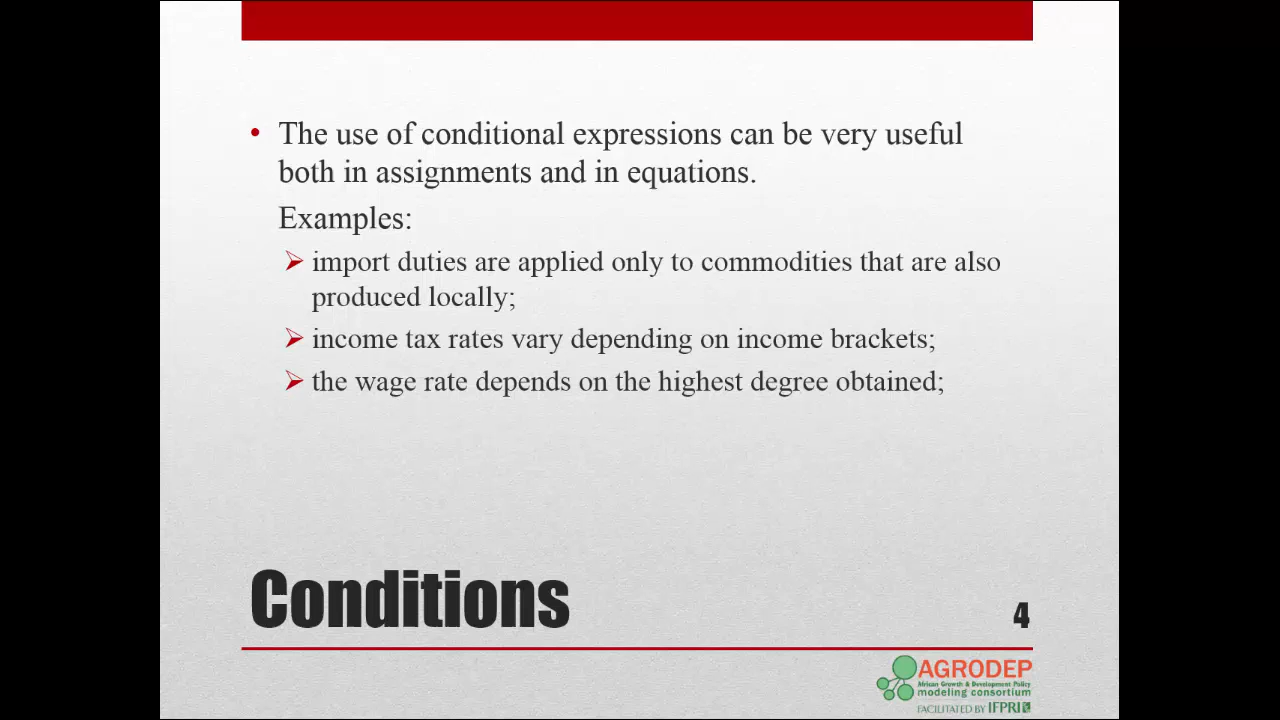 • The use of conditional expressions can be very useful
both in assignments and in equations.
Examples:
➢ import duties are applied only to commodities that are also
produced locally;
➢ income tax rates vary depending on income brackets;
➢ the wage rate depends on the highest degree obtained;
Conditions
4
AGRODEP
African Growth & Development Policy
modeling consortium
FACILITATED BY IFPRI